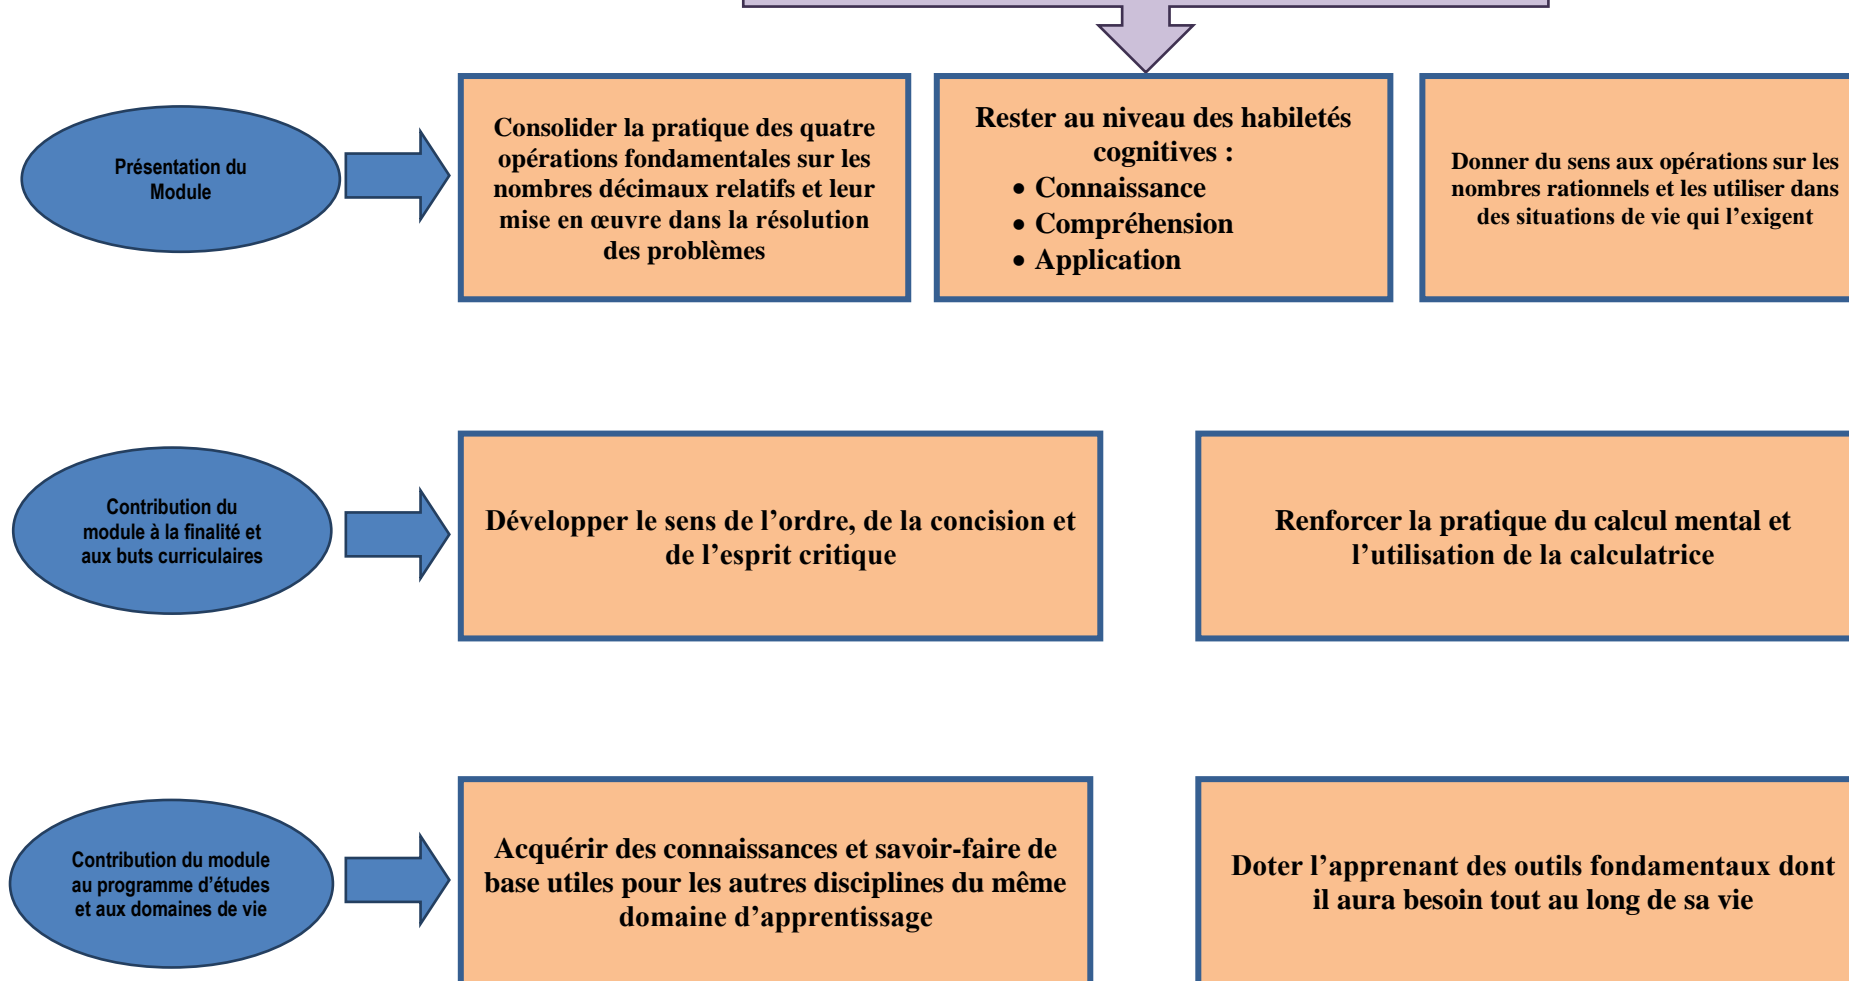 Présentation du
Module
Consolider la pratique des quatre
opérations fondamentales sur les
nombres décimaux relatifs et leur
mise en œuvre dans la résolution
des problèmes
Rester au niveau des habiletés
cognitives :
• Connaissance
• Compréhension
• Application
Donner du sens aux opérations sur les
nombres rationnels et les utiliser dans
des situations de vie qui l’exigent
Contribution du
module à la finalité et
aux buts curriculaires
Développer le sens de l’ordre, de la concision et
de l’esprit critique
Renforcer la pratique du calcul mental et
l’utilisation de la calculatrice
Contribution du module
au programme d’études
et aux domaines de vie
Acquérir des connaissances et savoir-faire de
base utiles pour les autres disciplines du même
domaine d’apprentissage
Doter l’apprenant des outils fondamentaux dont
il aura besoin tout au long de sa vie